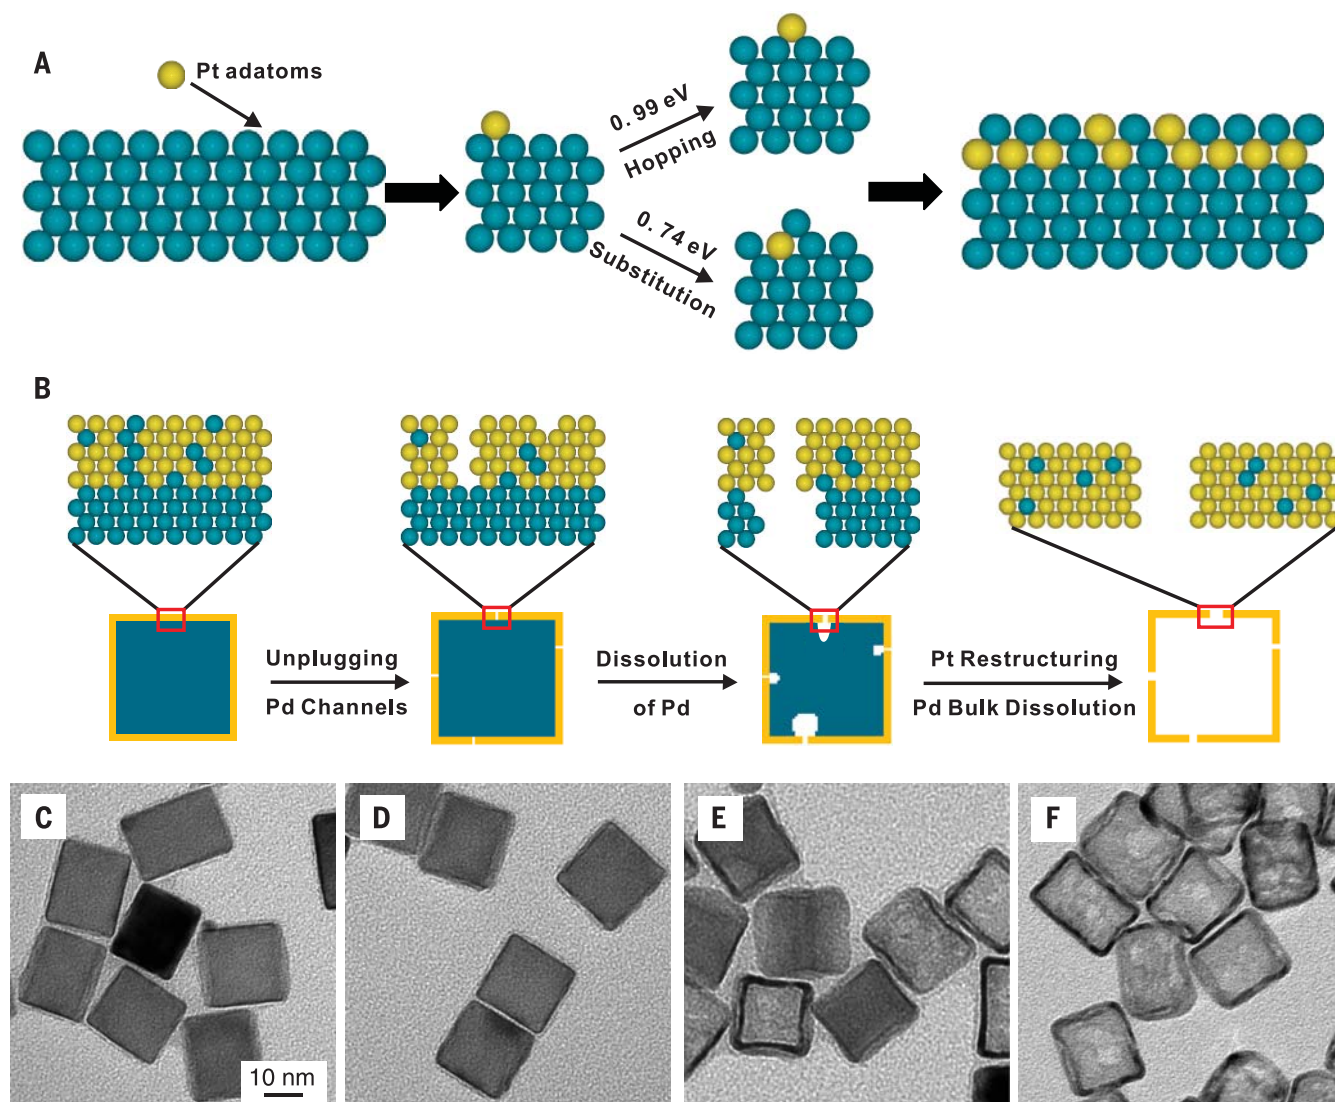 A
Pt adatoms
0.99 eV
Hopping
0.74 eV
Substitution
B
Unplugging
Pd Channels
Dissolution
of Pd
Pt Restructuring
Pd Bulk Dissolution
C
D
E
F
10 nm